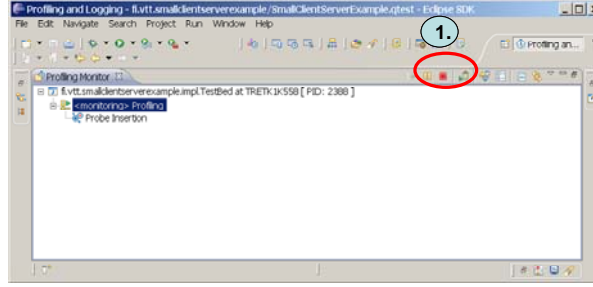 Profiling and Logging - fi.vtt.smallclientserverexample/SmallClientServerExample.qtest - Eclipse SDK
File Edit Navigate Search Project Run Window Help
1.
Profiling an...
Profiling Monitor
fi.vtt.smallclientserverexample.impl.TestBed at TRETK1K558 [ PID: 2388 ]
<monitoring> Profiling
Probe Insertion